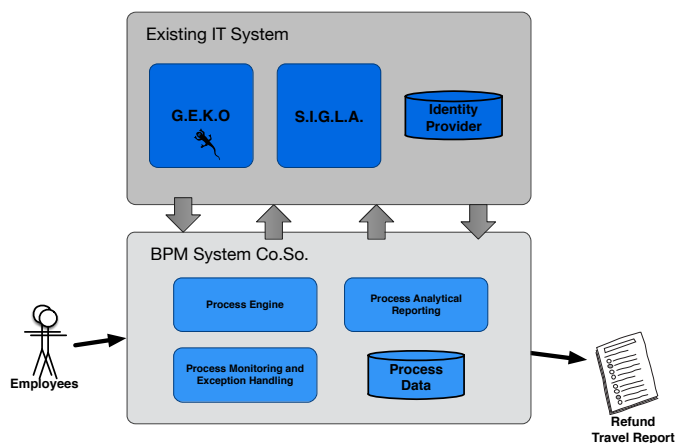 Existing IT System
G.E.K.O
S.I.G.L.A.
Identity
Provider
BPM System Co.So.
Process Engine
Process Analytical
Reporting
Process Monitoring and
Exception Handling
Process
Data
Employees
Refund
Travel Report